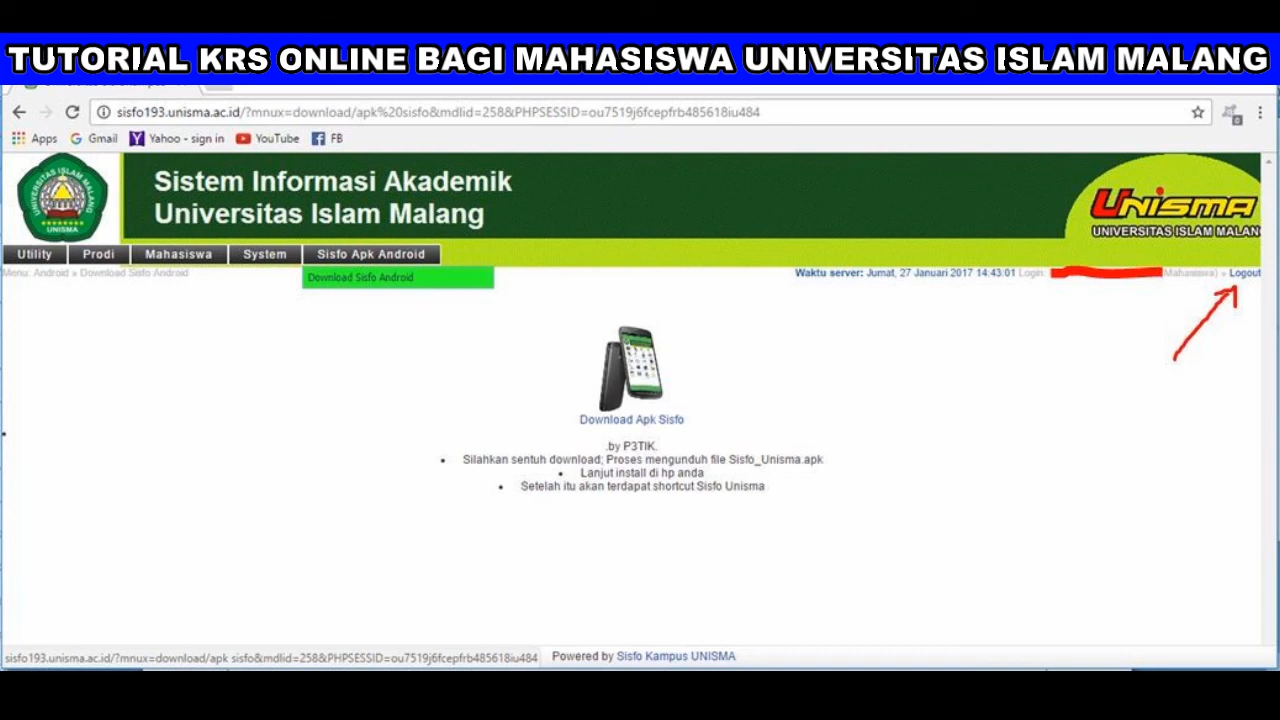 TUTORIAL KRS ONLINE BAGI MAHASISWA UNIVERSITAS ISLAM MALANG
sisfo193.unisma.ac.id/?mnux=download/apk%20sisfo&mdlid=258&PHPSESSID=ou7519j6fcepfrb485618iu484
Apps Gmail Yahoo - sign in YouTube FB
UNIVERSITAS ISLAM MALANG
UNISMA
Sistem Informasi Akademik
Universitas Islam Malang
UNISMA
UNIVERSITAS ISLAM MALAN
Utility Prodi Mahasiswa System Sisfo Apk Android
Menu: Android » Download Sisfo Android
Download Sisfo Android
Waktu server: Jumat, 27 Januari 2017 14:43:01 Login: Mahasiswa) » Logout
Download Apk Sisfo
.by P3TIK.
• Silahkan sentuh download; Proses mengunduh file Sisfo_Unisma.apk
• Lanjut install di hp anda
• Setelah itu akan terdapat shortcut Sisfo Unisma
sisfo193.unisma.ac.id/?mnux=download/apk sisfo&mdlid=258&PHPSESSID=ou7519j6fcepfrb485618iu484
Powered by Sisfo Kampus UNISMA